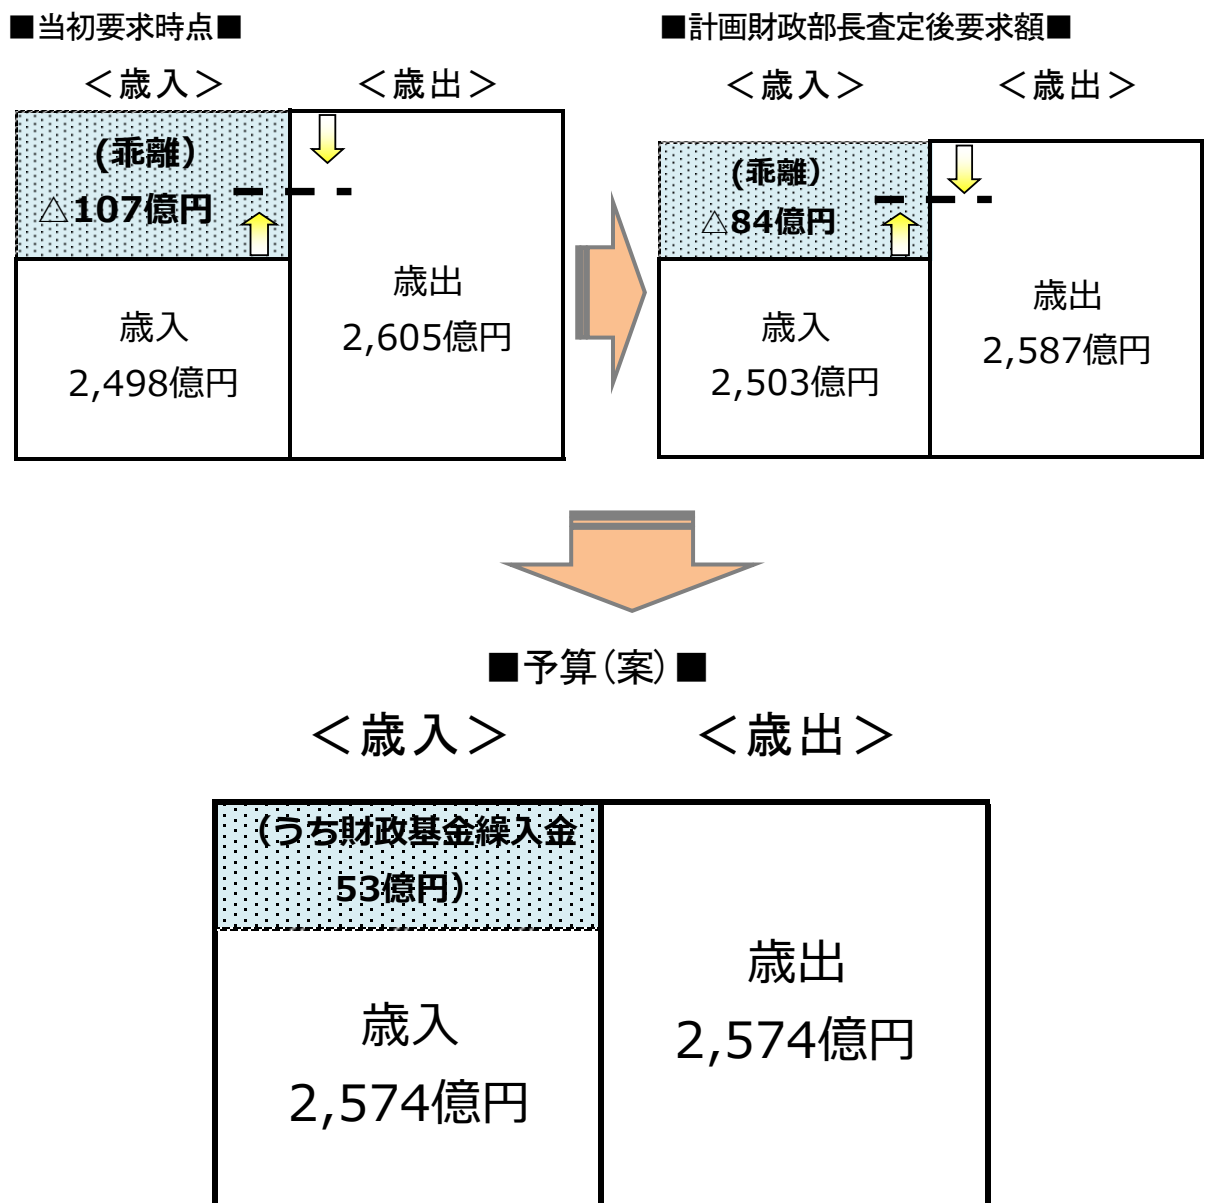 ■当初要求時点■
＜歳入＞ ＜歳出＞
(乖離)
△107億円
歳入
2,498億円
歳出
2,605億円
■計画財政部長査定後要求額■
＜歳入＞ ＜歳出＞
(乖離)
△84億円
歳入
2,503億円
歳出
2,587億円
■予算(案)■
＜歳入＞ ＜歳出＞
(うち財政基金繰入金
53億円)
歳入
2,574億円
歳出
2,574億円